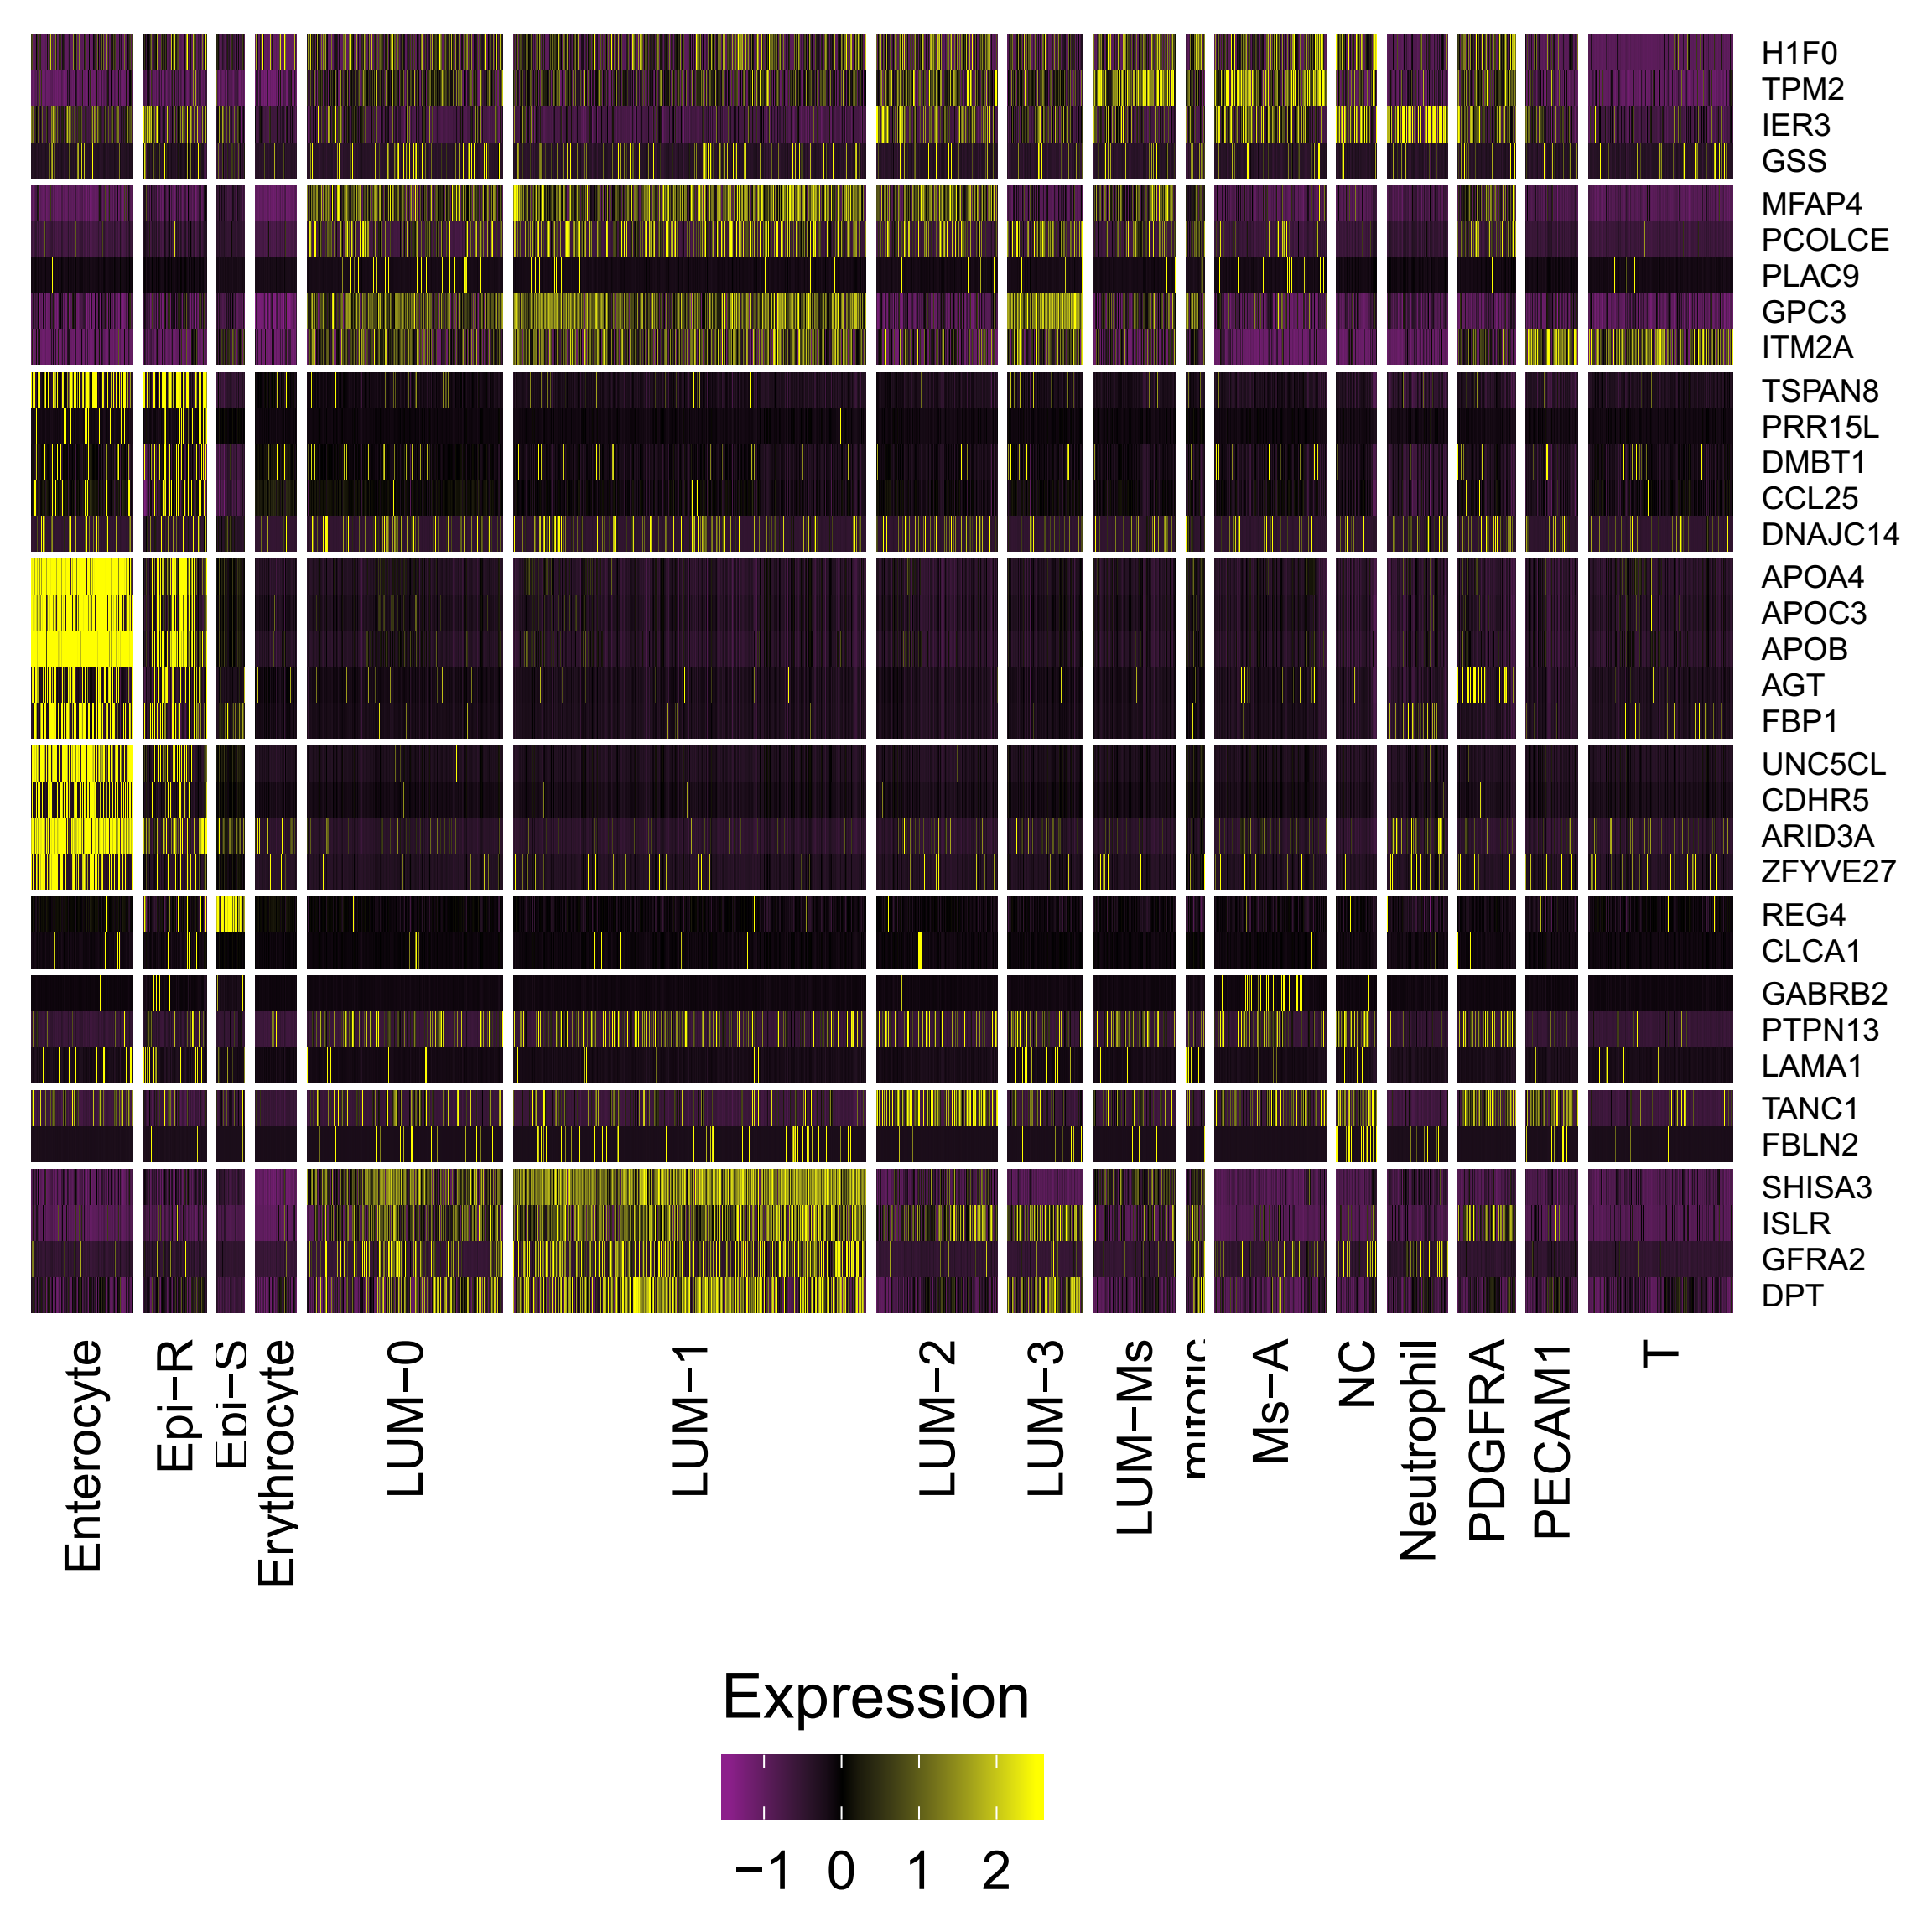 H1F0
TPM2
IER3
GSS
MFAP4
PCOLCE
PLAC9
GPC3
ITM2A
TSPAN8
PRR15L
DMBT1
CCL25
DNAJC14
APOA4
APOC3
APOB
AGT
FBP1
UNC5CL
CDHR5
ARID3A
ZFYVE27
REG4
CLCA1
GABRB2
PTPN13
LAMA1
TANC1
FBLN2
SHISA3
ISLR
GFRA2
DPT
Enterocyte
Epi−R
Epi−S
Erythrocyte
LUM−0
LUM−1
LUM−2
LUM−3
LUM−Ms
mitotic
Ms−A
NC
Neutrophil
PDGFRA
PECAM1
T
Expression
−1 0 1 2